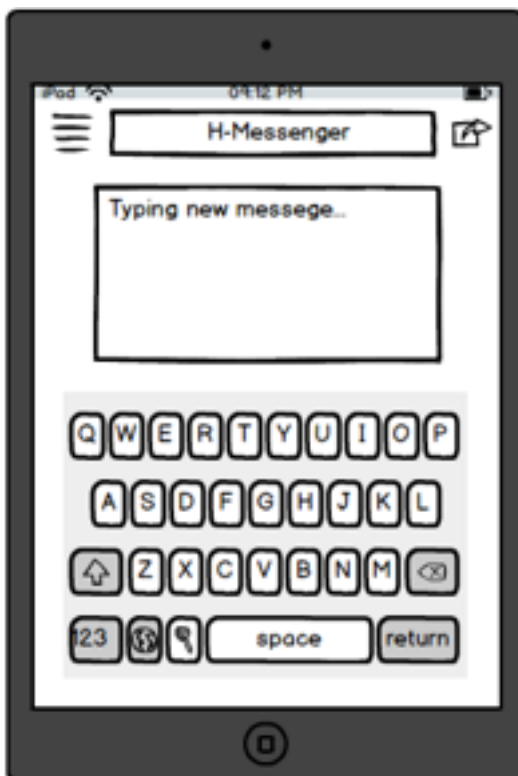 iPad 09:12 PM
H-Messenger
Typing new messege...
Q W E R T Y U I O P
A S D F G H J K L
Z X C V B N M
123 space return